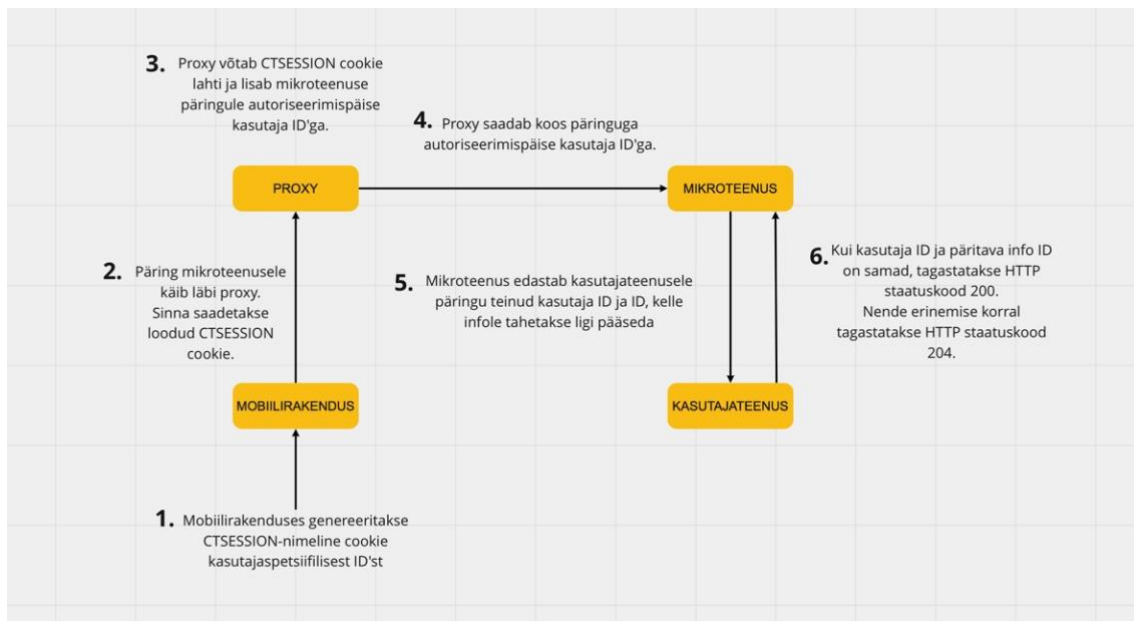 3. Proxy võtab CTSESSION cookie
lahti ja lisab mikroteenuse
päringule autoriseerimispäise
kasutaja ID'ga.
4. Proxy saadab koos päringuga
autoriseerimispäise kasutaja ID'ga.
PROXY
MIKROTEENUS
2. Päring mikroteenusele
käib läbi proxy.
Sinna saadetakse
loodud CTSESSION
cookie.
5. Mikroteenus edastab kasutajateenusele
päringu teinud kasutaja ID ja ID, kelle
infole tahetakse ligi pääseda
6. Kui kasutaja ID ja päritava info ID
on samad, tagastatakse HTTP
staatuskood 200.
Nende erinemise korral
tagastatakse HTTP staatuskood
204.
MOBIILIRAKENDUS
KASUTAJATEENUS
1. Mobiilirakenduses genereeritakse
CTSESSION-nimeline cookie
kasutajaspetsiifilisest ID'st